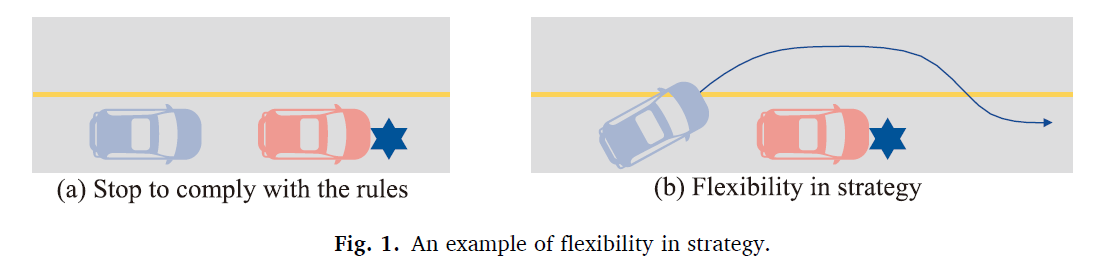 (a) Stop to comply with the rules
(b) Flexibility in strategy
Fig. 1. An example of flexibility in strategy.